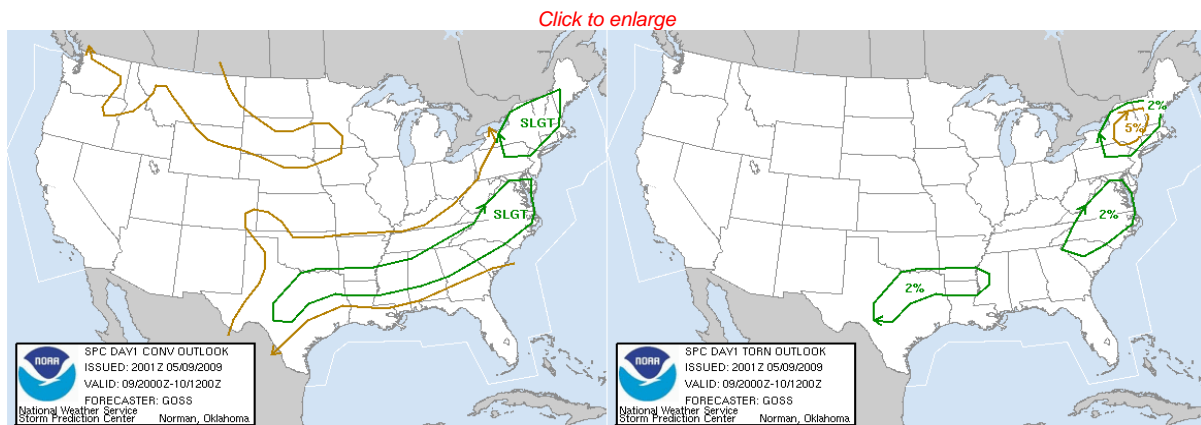 Click to enlarge
SLGT
SLGT
NOAA
SPC DAY1 CONV OUTLOOK
ISSUED: 2001Z 05/09/2009
VALID: 09/2000Z-10/1200Z
FORECASTER: GOSS
National Weather Service
Storm Prediction Center Norman, Oklahoma
2%
5%
2%
2%
NOAA
SPC DAY1 TORN OUTLOOK
ISSUED: 2001Z 05/09/2009
VALID: 09/2000Z-10/1200Z
FORECASTER: GOSS
National Weather Service
Storm Prediction Center Norman, Oklahoma